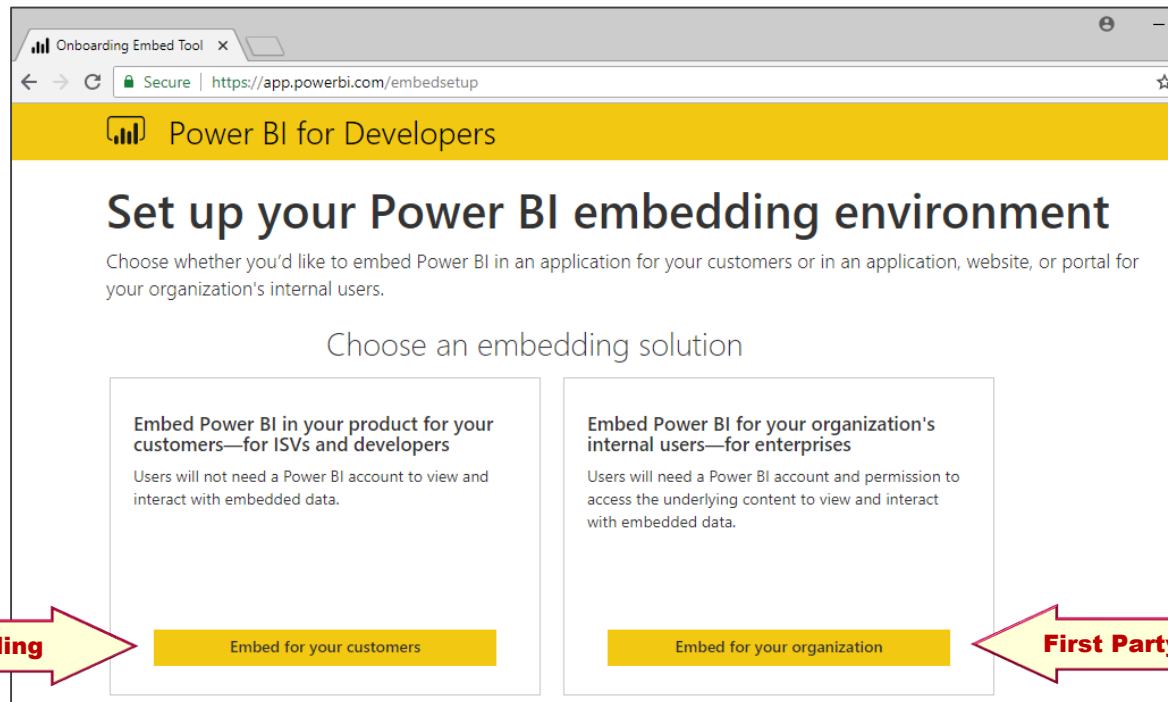 Onboarding Embed Tool
Secure | https://app.powerbi.com/embedsetup
Power BI for Developers
Set up your Power BI embedding environment
Choose whether you'd like to embed Power BI in an application for your customers or in an application, website, or portal for
your organization's internal users.
Choose an embedding solution
Embed Power BI in your product for your
customers—for ISVs and developers
Users will not need a Power BI account to view and
interact with embedded data.
Embed for your customers
Embed Power BI for your organization's
internal users—for enterprises
Users will need a Power BI account and permission to
access the underlying content to view and interact
with embedded data.
Embed for your organization
First Party